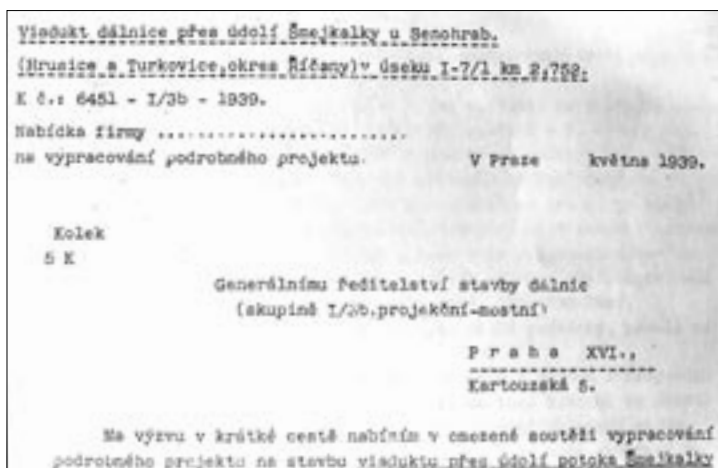 Viadukt dálnice přes údolí Šmejkalky u Senohrab.
(Hrusice a Turkovice,okres Říčany)v úseku I-7/1 km 2,752.
K č.: 6451 - I/3b - 1939.
Nabídka firmy ........................
na vypracování podrobného projektu. V Praze května 1939.
Kolek
5 K
Generálnímu ředitelství stavby dálnic
(skupině projekční-mostní)
P r a h a XVI.,
Kartouzská 5.
Na výzvu v krátké cestě nabízím v omezené soutěži vypracování
podrobného projektu na stavbu viaduktu přes údolí potoka Šmejkalky